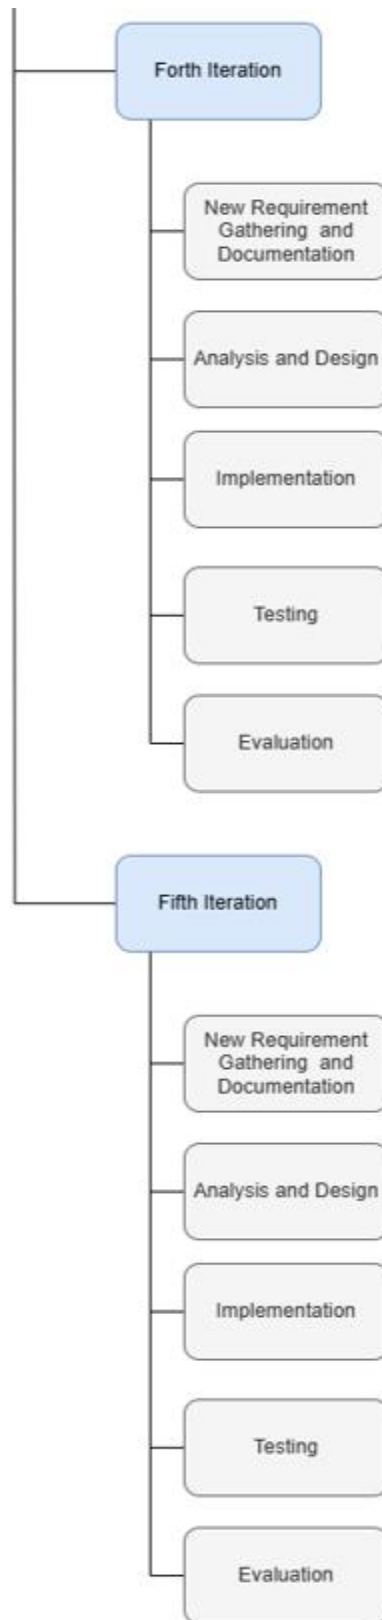 Forth Iteration
New Requirement
Gathering and
Documentation
Analysis and Design
Implementation
Testing
Evaluation
Fifth Iteration
New Requirement
Gathering and
Documentation
Analysis and Design
Implementation
Testing
Evaluation